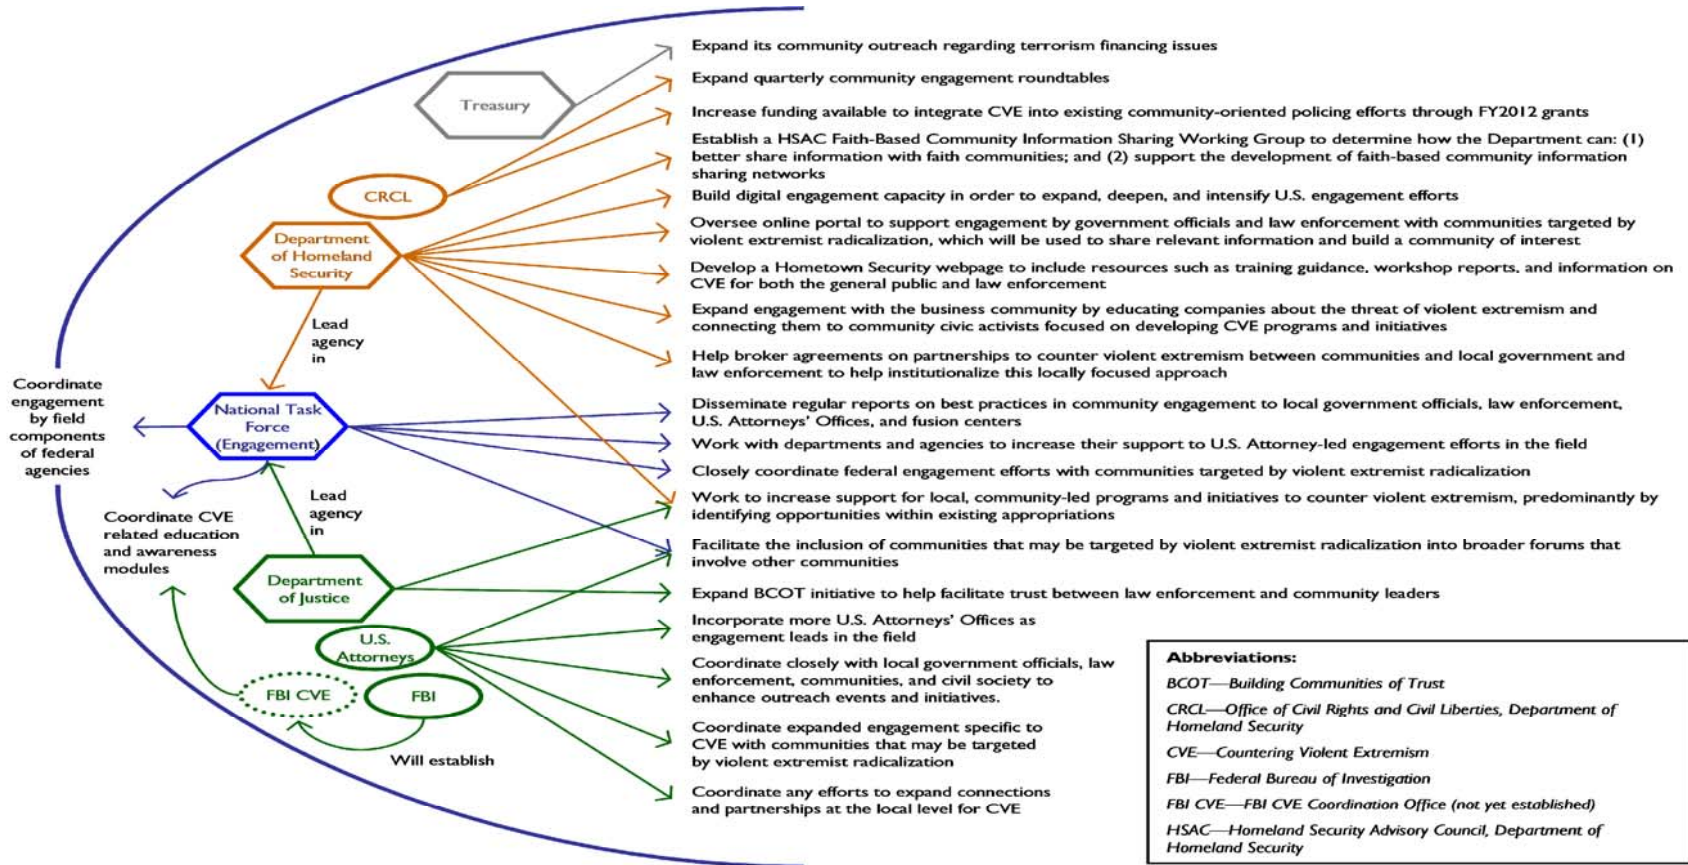 Expand its community outreach regarding terrorism financing issues
Treasury
Expand quarterly community engagement roundtables
Increase funding available to integrate CVE into existing community-oriented policing efforts through FY2012 grants
Establish a HSAC Faith-Based Community Information Sharing Working Group to determine how the Department can: (1)
better share information with faith communities; and (2) support the development of faith-based community information
sharing networks
CRCL
Build digital engagement capacity in order to expand, deepen, and intensify U.S. engagement efforts
Department
of Homeland
Security
Oversee online portal to support engagement by government officials and law enforcement with communities targeted by
violent extremist radicalization, which will be used to share relevant information and build a community of interest
Develop a Hometown Security webpage to include resources such as training guidance, workshop reports, and information on
CVE for both the general public and law enforcement
Expand engagement with the business community by educating companies about the threat of violent extremism and
connecting them to community civic activists focused on developing CVE programs and initiatives
Lead
agency
in
Help broker agreements on partnerships to counter violent extremism between communities and local government and
law enforcement to help institutionalize this locally focused approach
Coordinate
engagement
by field
components
of federal
agencies
National Task
Force
(Engagement)
Disseminate regular reports on best practices in community engagement to local government officials, law enforcement,
U.S. Attorneys' Offices, and fusion centers
Work with departments and agencies to increase their support to U.S. Attorney-led engagement efforts in the field
Closely coordinate federal engagement efforts with communities targeted by violent extremist radicalization
Work to increase support for local, community-led programs and initiatives to counter violent extremism, predominantly by
identifying opportunities within existing appropriations
Lead
agency
in
Coordinate CVE
related education
and awareness
modules
Facilitate the inclusion of communities that may be targeted by violent extremist radicalization into broader forums that
involve other communities
Department
of Justice
Expand BCOT initiative to help facilitate trust between law enforcement and community leaders
Incorporate more U.S. Attorneys' Offices as
engagement leads in the field
U.S.
Attorneys
Coordinate closely with local government officials, law
enforcement, communities, and civil society to
enhance outreach events and initiatives.
FBI CVE
FBI
Coordinate expanded engagement specific to
CVE with communities that may be targeted
by violent extremist radicalization
Will establish
Coordinate any efforts to expand connections
and partnerships at the local level for CVE
Abbreviations:
BCOT—Building Communities of Trust
CRCL—Office of Civil Rights and Civil Liberties, Department of
Homeland Security
CVE—Countering Violent Extremism
FBI—Federal Bureau of Investigation
FBI CVE—FBI CVE Coordination Office (not yet established)
HSAC—Homeland Security Advisory Council, Department of
Homeland Security